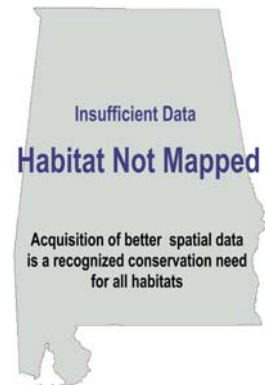 Insufficient Data
Habitat Not Mapped
Acquisition of better spatial data
is a recognized conservation need
for all habitats